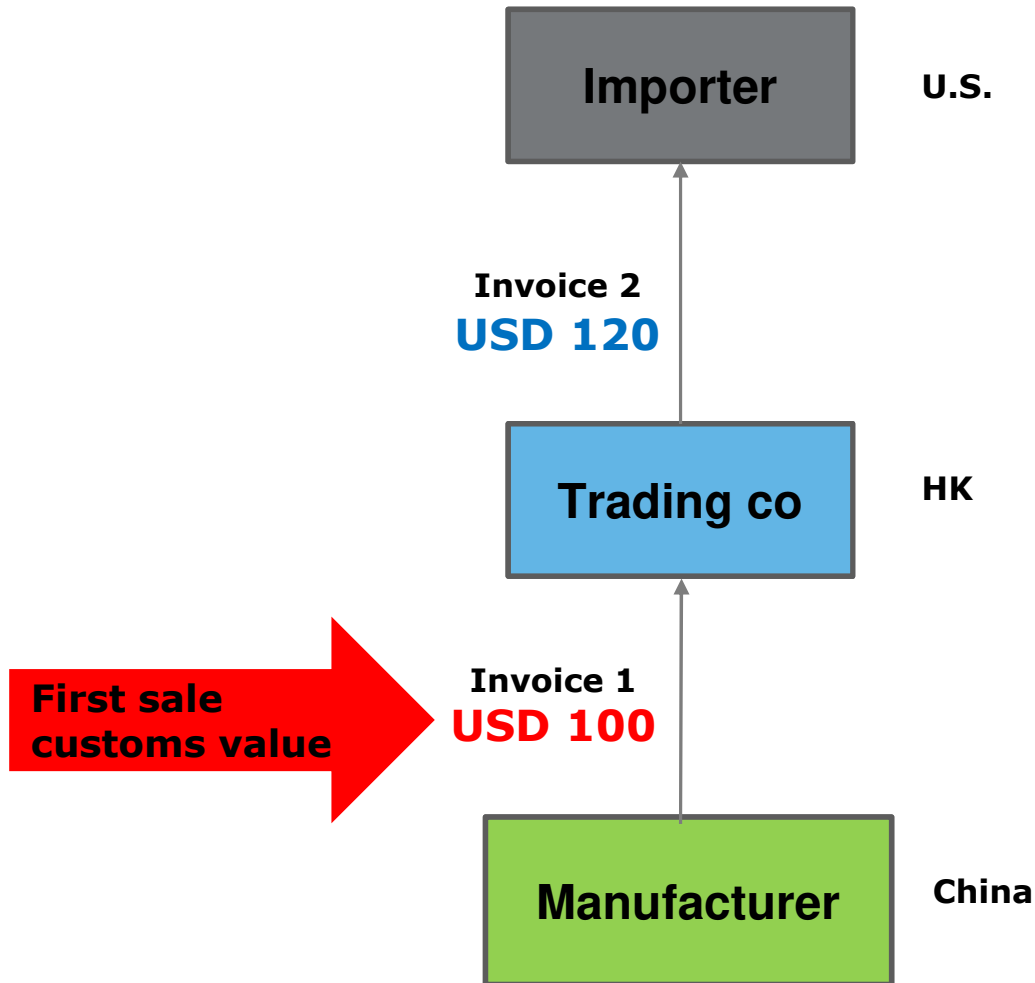 Importer
U.S.
Invoice 2
USD 120
Trading co
HK
First sale
customs value
Invoice 1
USD 100
Manufacturer
China